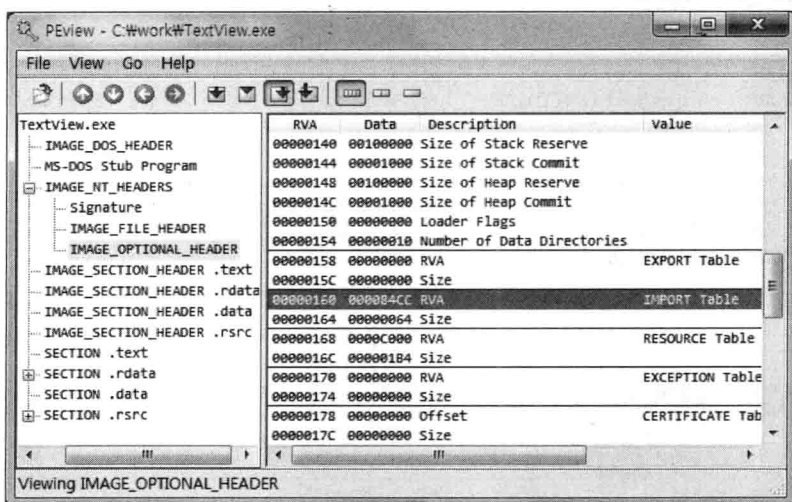 PEview - C:₩work₩TextView.exe
File View Go Help
TextView.exe
IMAGE_DOS_HEADER
MS-DOS Stub Program
IMAGE_NT_HEADERS
Signature
IMAGE_FILE_HEADER
IMAGE_OPTIONAL_HEADER
IMAGE_SECTION_HEADER .text
IMAGE_SECTION_HEADER .rdata
IMAGE_SECTION_HEADER .data
IMAGE_SECTION_HEADER .rsrc
SECTION .text
SECTION .rdata
SECTION .data
SECTION .rsrc
RVA Data Description Value
00000140 00100000 Size of Stack Reserve
00000144 00001000 Size of Stack Commit
00000148 00100000 Size of Heap Reserve
0000014C 00001000 Size of Heap Commit
00000150 00000000 Loader Flags
00000154 00000010 Number of Data Directories
00000158 00000000 RVA EXPORT Table
0000015C 00000000 Size
00000160 000084CC RVA IMPORT Table
00000164 00000064 Size
00000168 0000C000 RVA RESOURCE Table
0000016C 000001B4 Size
00000170 00000000 RVA EXCEPTION Table
00000174 00000000 Size
00000178 00000000 Offset CERTIFICATE Tab
0000017C 00000000 Size
Viewing IMAGE_OPTIONAL_HEADER